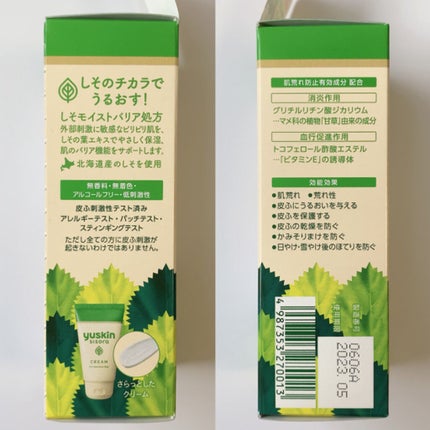 しそのチカラで
うるおす!
しそモイストバリア処方
外部刺激に敏感なピリピリ肌を、
しその葉エキスでやさしく保湿。
肌のバリア機能をサポートします。
北海道産のしそを使用
無香料・無着色・
アルコールフリー・低刺激性
皮ふ刺激性テスト済み
アレルギーテスト・パッチテスト・
スティンギングテスト
ただし全ての方に皮ふ刺激が
起きないわけではありません。
yuskin
sisora
CREAM
さらっとした
クリーム
肌荒れ防止有効成分 配合
消炎作用
グリチルリチン酸ジカリウム
…マメ科の植物「甘草」由来の成分
血行促進作用
トコフェロール酢酸エステル
…「ビタミンE」の誘導体
効能効果
●肌荒れ ●荒れ性
●皮ふにうるおいを与える
●皮ふを保護する
●皮ふの乾燥を防ぐ
●かみそりまけを防ぐ
●日やけ・雪やけ後のほてりを防ぐ
4987353270013
製造番号
使用期限
0606A
2023.05